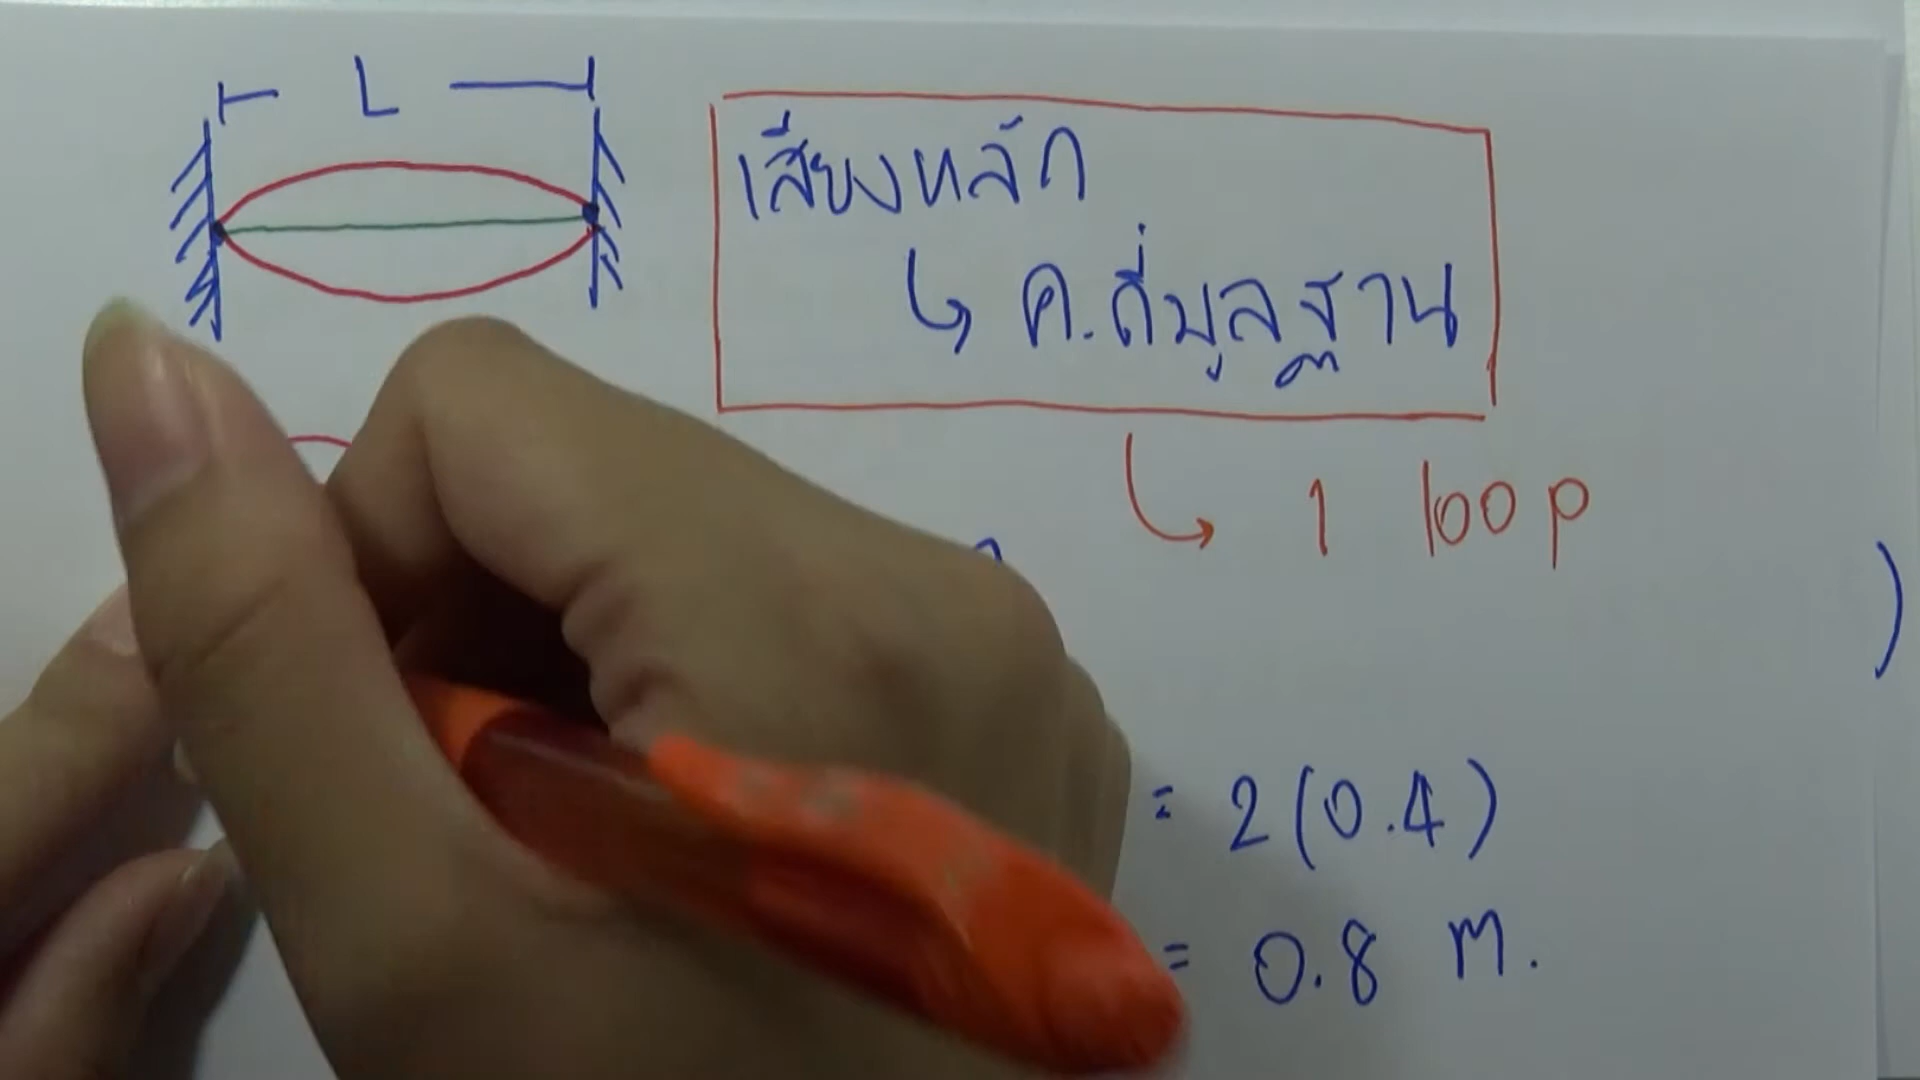 L
เสียงหลัก
↳ ค.ถี่มูลฐาน
↳ 1 loop
)
= 2(0.4)
= 0.8 m.